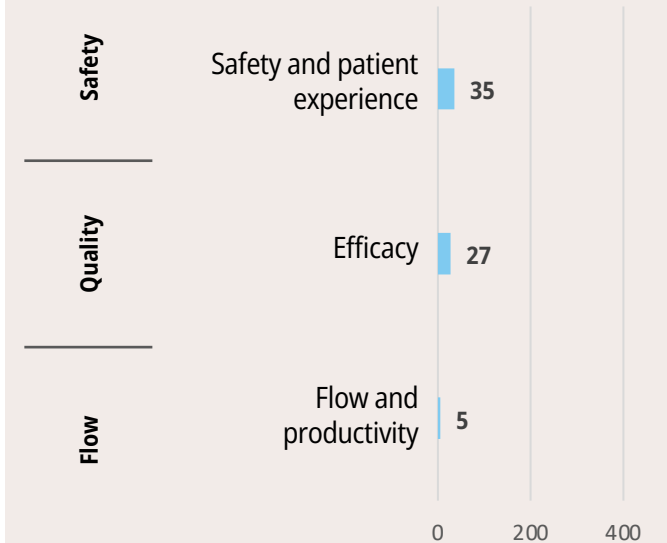 Safety
Safety and patient
experience
35
Quality
Efficacy
27
Flow
Flow and
productivity
5
0 200 400